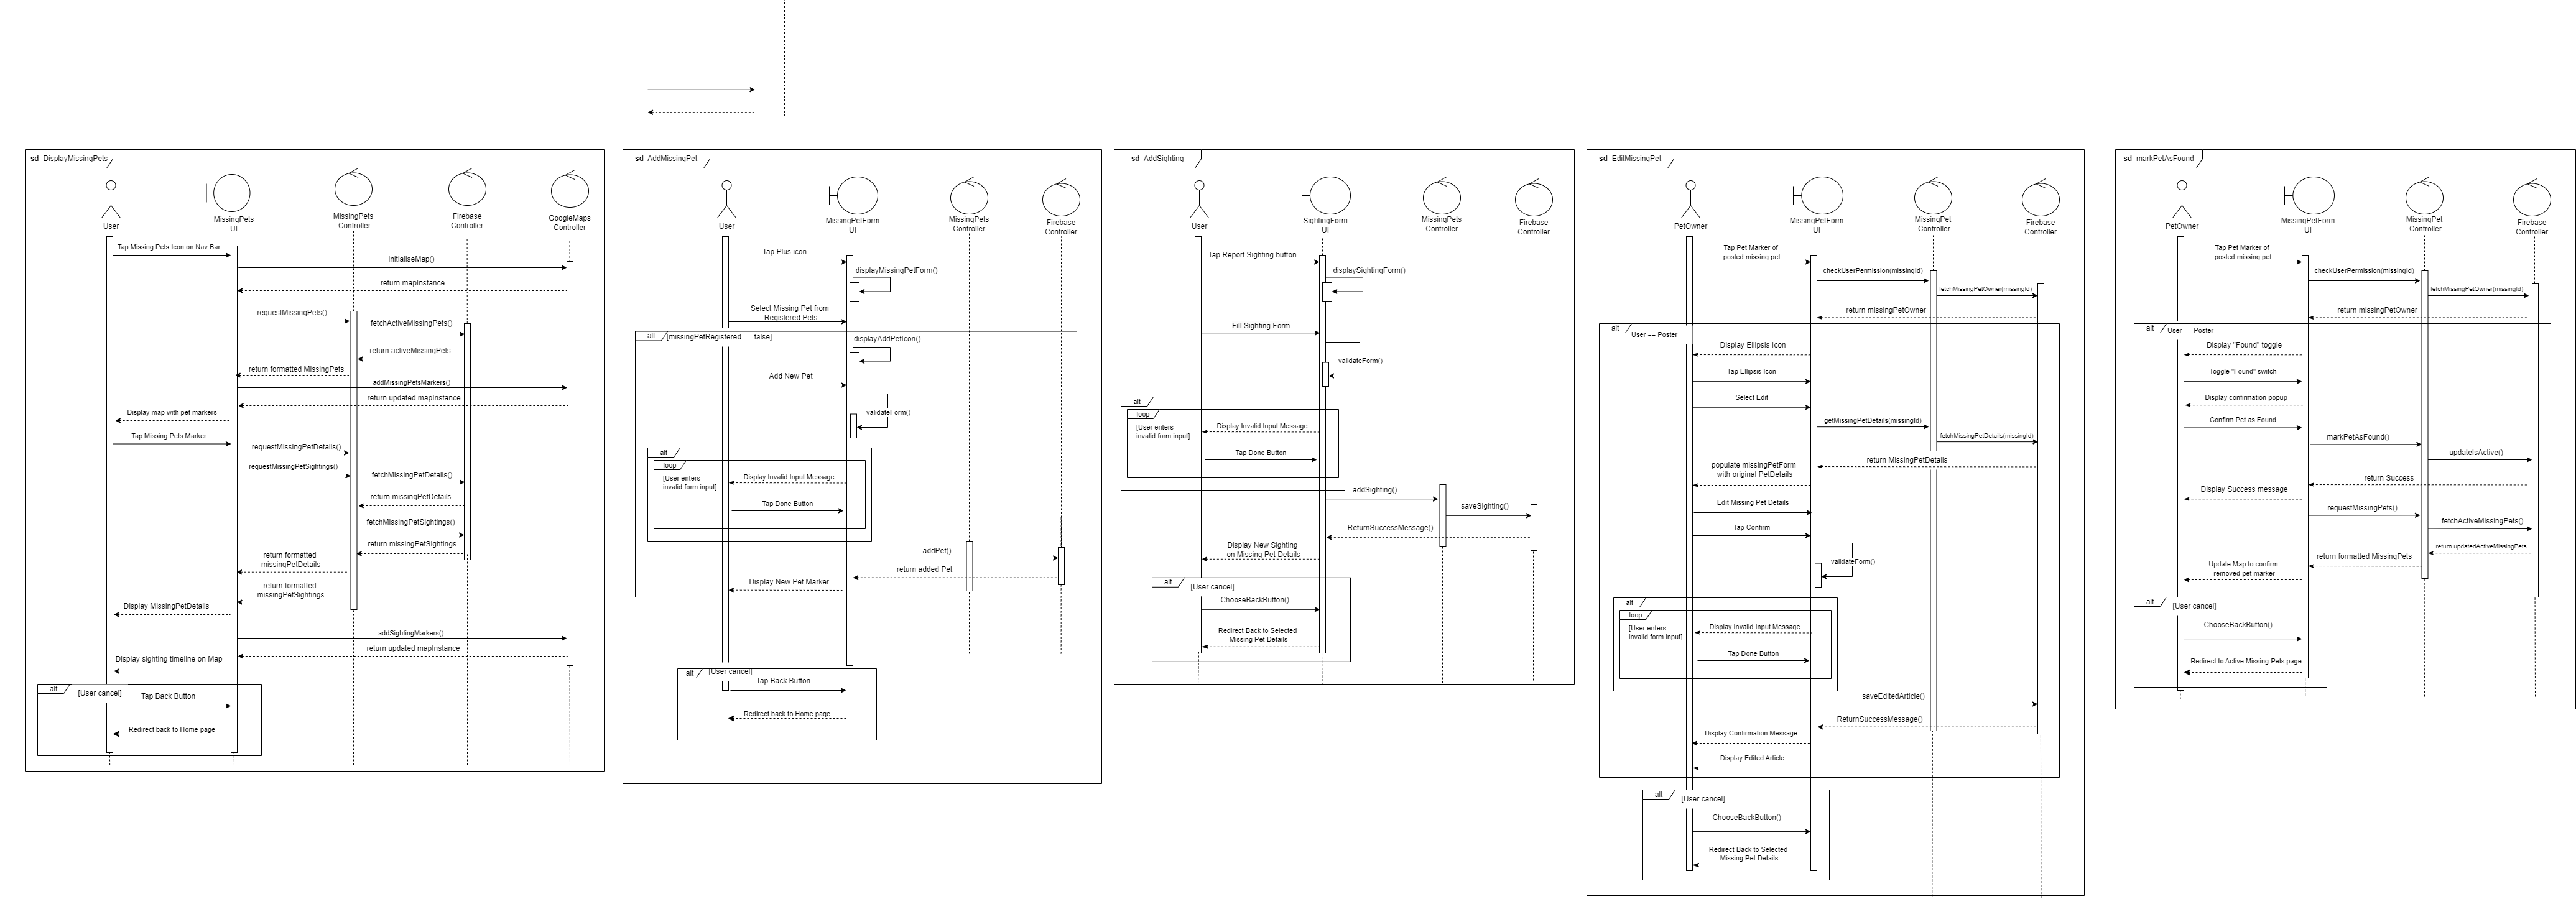 sd DisplayMissingPets
User
MissingPets
UI
MissingPets
Controller
Firebase
Controller
GoogleMaps
Controller
Tap Missing Pets Icon on Nav Bar
initialiseMap()
return mapInstance
requestMissingPets()
fetchActiveMissingPets()
return activeMissingPets
return formatted MissingPets
addMissingPetsMarkers()
return updated mapInstance
Display map with pet markers
Tap Missing Pets Marker
requestMissingPetDetails()
requestMissingPetSightings()
fetchMissingPetDetails()
return missingPetDetails
fetchMissingPetSightings()
return missingPetSightings
return formatted
missingPetDetails
return formatted
missingPetSightings
Display MissingPetDetails
addSightingMarkers()
return updated mapInstance
Display sighting timeline on Map
alt
[User cancel]
Tap Back Button
Redirect back to Home page
sd AddMissingPet
User
MissingPetForm
UI
MissingPets
Controller
Firebase
Controller
Tap Plus icon
displayMissingPetForm()
Select Missing Pet from
Registered Pets
alt
[missingPetRegistered == false]
displayAddPetIcon()
Add New Pet
validateForm()
alt
loop
[User enters
invalid form input]
Display Invalid Input Message
Tap Done Button
addPet()
return added Pet
Display New Pet Marker
alt
[User cancel]
Tap Back Button
Redirect back to Home page
sd AddSighting
User
SightingForm
UI
MissingPets
Controller
Firebase
Controller
Tap Report Sighting button
displaySightingForm()
Fill Sighting Form
validateForm()
alt
loop
[User enters
invalid form input]
Display Invalid Input Message
Tap Done Button
addSighting()
saveSighting()
ReturnSuccessMessage()
Display New Sighting
on Missing Pet Details
alt
[User cancel]
ChooseBackButton()
Redirect Back to Selected
Missing Pet Details
sd EditMissingPet
PetOwner
MissingPetForm
UI
MissingPet
Controller
Firebase
Controller
Tap Pet Marker of
posted missing pet
checkUserPermission(missingId)
fetchMissingPetOwner(missingId)
return missingPetOwner
alt
User == Poster
Display Ellipsis Icon
Tap Ellipsis Icon
Select Edit
getMissingPetDetails(missingId)
fetchMissingPetDetails(missingId)
return MissingPetDetails
populate missingPetForm
with original PetDetails
Edit Missing Pet Details
Tap Confirm
validateForm()
alt
loop
[User enters
invalid form input]
Display Invalid Input Message
Tap Done Button
saveEditedArticle()
ReturnSuccessMessage()
Display Confirmation Message
Display Edited Article
alt
[User cancel]
ChooseBackButton()
Redirect Back to Selected
Missing Pet Details
sd markPetAsFound
PetOwner
MissingPetForm
UI
MissingPet
Controller
Firebase
Controller
Tap Pet Marker of
posted missing pet
checkUserPermission(missingId)
fetchMissingPetOwner(missingId)
return missingPetOwner
alt
User == Poster
Display "Found" toggle
Toggle "Found" switch
Display confirmation popup
Confirm Pet as Found
markPetAsFound()
updateIsActive()
return Success
Display Success message
requestMissingPets()
fetchActiveMissingPets()
return updatedActiveMissingPets
return formatted MissingPets
Update Map to confirm
removed pet marker
alt
[User cancel]
ChooseBackButton()
Redirect to Active Missing Pets page